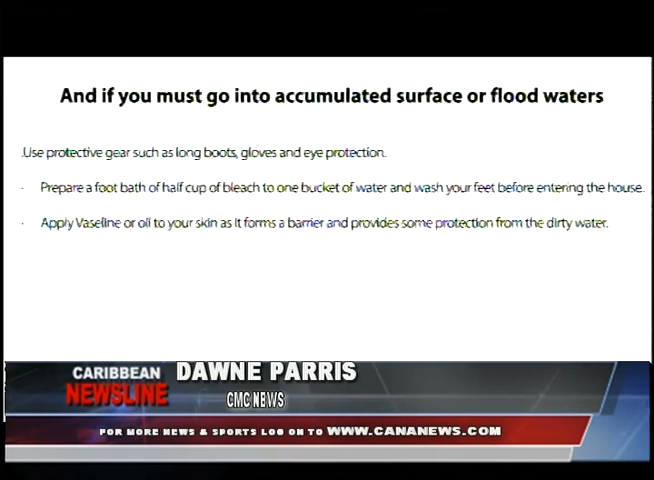 And if you must go into accumulated surface or flood waters
.Use protective gear such as long boots, gloves and eye protection.
· Prepare a foot bath of half cup of bleach to one bucket of water and wash your feet before entering the house.
· Apply Vaseline or oil to your skin as it forms a barrier and provides some protection from the dirty water.
CARIBBEAN
NEWSLINE
DAWNE PARRIS
CMC NEWS
FOR MORE NEWS & SPORTS LOG ON TO WWW.CANANEWS.COM